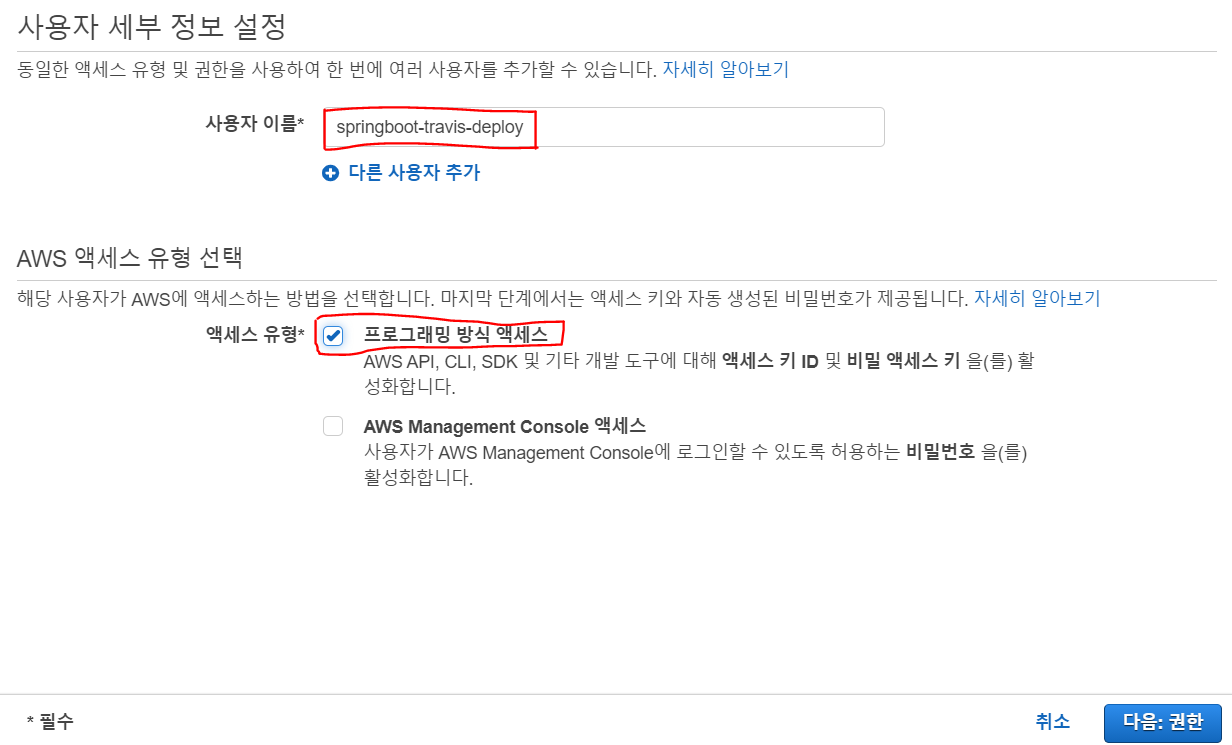 사용자 세부 정보 설정
동일한 액세스 유형 및 권한을 사용하여 한 번에 여러 사용자를 추가할 수 있습니다. 자세히 알아보기
사용자 이름*
springboot-travis-deploy
다른 사용자 추가
AWS 액세스 유형 선택
해당 사용자가 AWS에 액세스하는 방법을 선택합니다. 마지막 단계에서는 액세스 키와 자동 생성된 비밀번호가 제공됩니다. 자세히 알아보기
액세스 유형*
프로그래밍 방식 액세스
AWS API, CLI, SDK 및 기타 개발 도구에 대해 액세스 키 ID 및 비밀 액세스 키 을(를) 활
성화합니다.
AWS Management Console 액세스
사용자가 AWS Management Console에 로그인할 수 있도록 허용하는 비밀번호 을(를)
활성화합니다.
* 필수
취소
다음: 권한